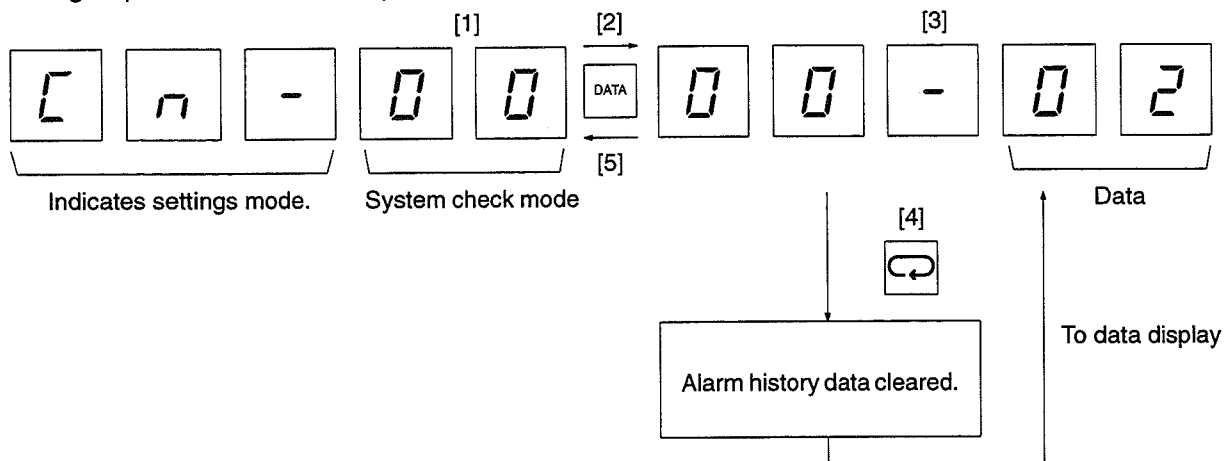 [1] [2] [3]
C n - 0 0 DATA 0 0 - 0 2
[5]
Indicates settings mode. System check mode Data
[4]
To data display
Alarm history data cleared.